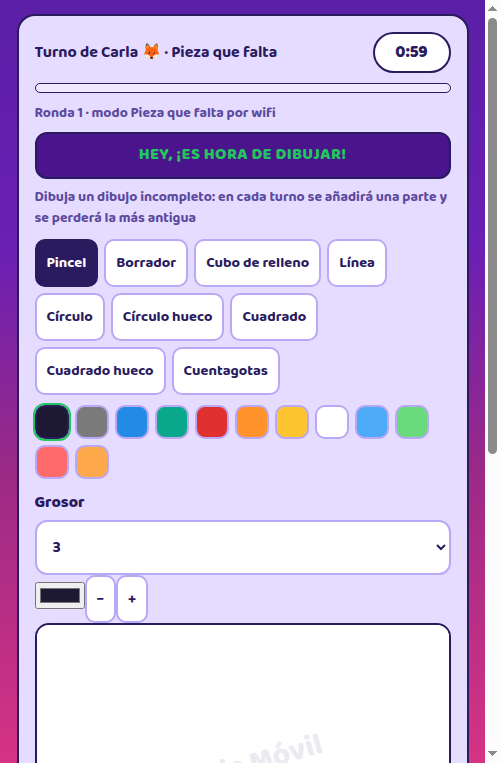 Turno de Carla 🦊 · Pieza que falta
0:59
Ronda 1 · modo Pieza que falta por wifi
HEY, ¡ES HORA DE DIBUJAR!
Dibuja un dibujo incompleto: en cada turno se añadirá una parte y
se perderá la más antigua
Pincel
Borrador
Cubo de relleno
Línea
Círculo
Círculo hueco
Cuadrado
Cuadrado hueco
Cuentagotas
Grosor
3
−
+
Móvil